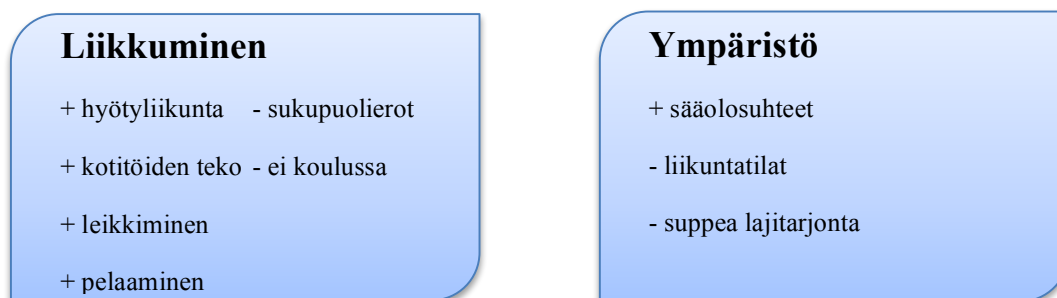 Liikkuminen
+ hyötyliikunta - sukupuolierot
+ kotitöiden teko - ei koulussa
+ leikkiminen
+ pelaaminen
Ympäristö
+ sääolosuhteet
- liikuntatilat
- suppea lajitarjonta